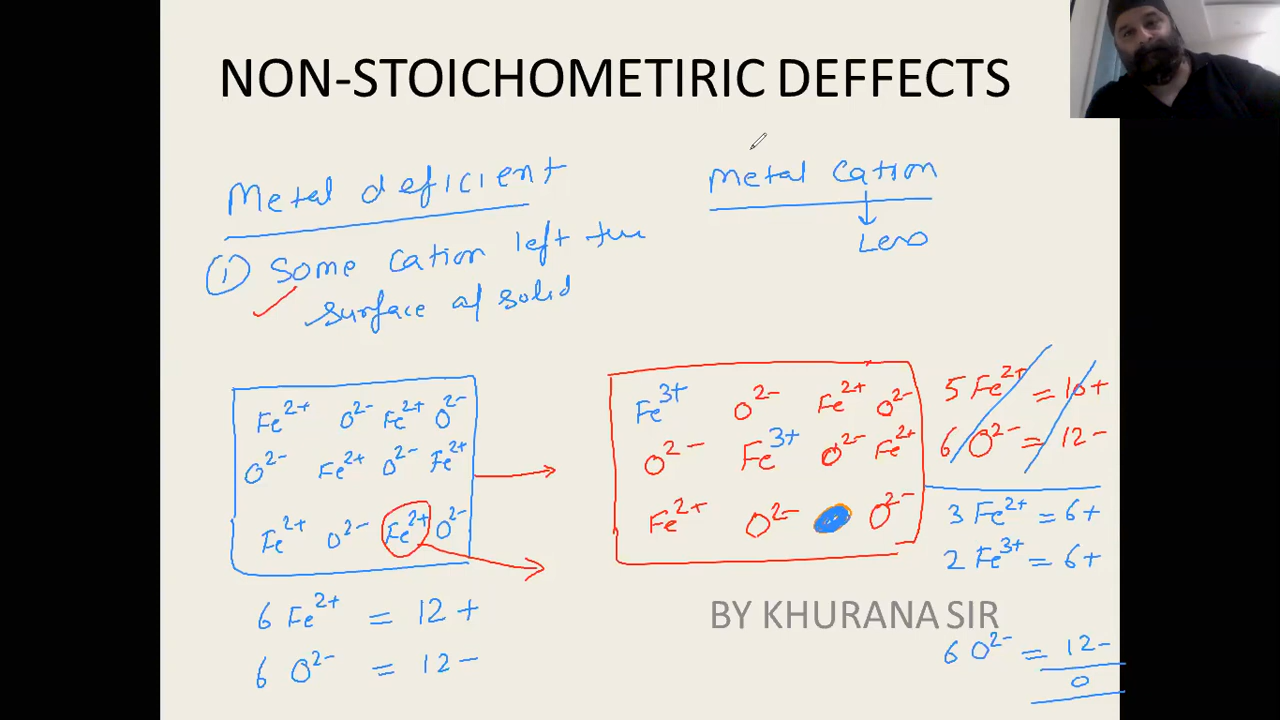 NON-STOICHOMETIRIC DEFFECTS
Metal deficient
① Some Cation left the
surface of solid
Metal Cation
↓
Less
Fe2+ O2- Fe2+ O2-
O2- Fe2+ O2- Fe2+
Fe2+ O2- Fe2+ O2-
6 Fe2+ = 12 +
6 O2- = 12 -
Fe3+ O2- Fe2+ O2-
O2- Fe3+ O2- Fe2+
Fe2+ O2- O2-
5 Fe2+ = 10+
6 O2- = 12 -
3 Fe2+ = 6+
2 Fe3+ = 6+
6 O2- = 12-
0
BY KHURANA SIR